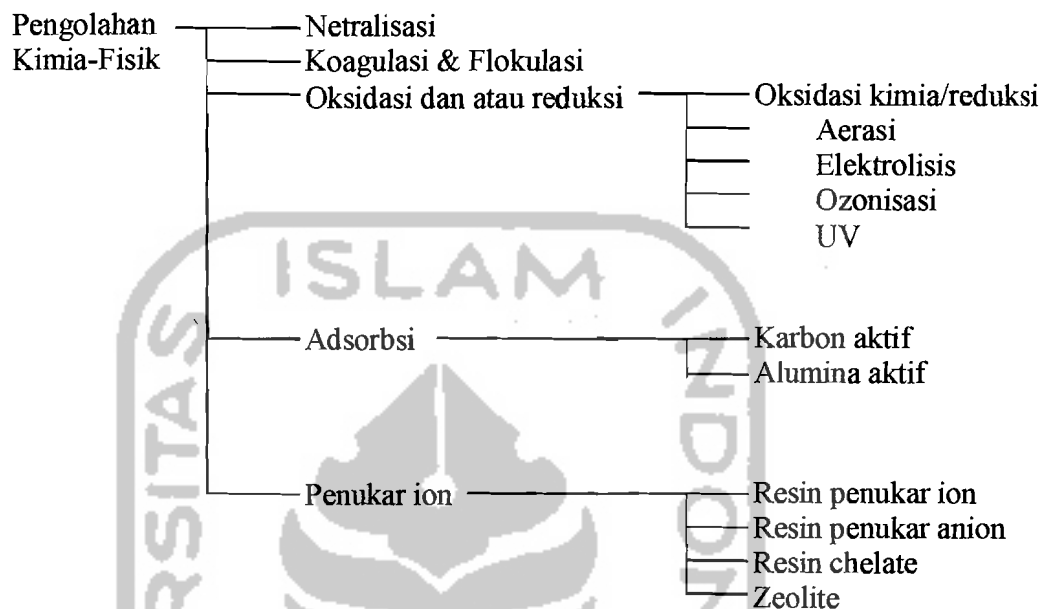 Pengolahan
Kimia-Fisik
Netralisasi
Koagulasi & Flokulasi
Oksidasi dan atau reduksi
Oksidasi kimia/reduksi
Aerasi
Elektrolisis
Ozonisasi
UV
Adsorbsi
Karbon aktif
Alumina aktif
Penukar ion
Resin penukar ion
Resin penukar anion
Resin chelate
Zeolite
ISLAM